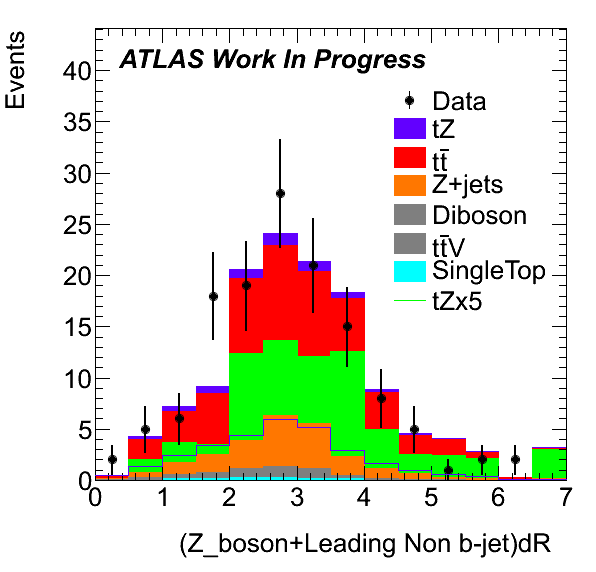 Events
ATLAS Work In Progress
Data
tZ
tt̄
Z+jets
Diboson
tt̄V
SingleTop
tZx5
40
35
30
25
20
15
10
5
0
0 1 2 3 4 5 6 7
(Z_boson+Leading Non b-jet)dR